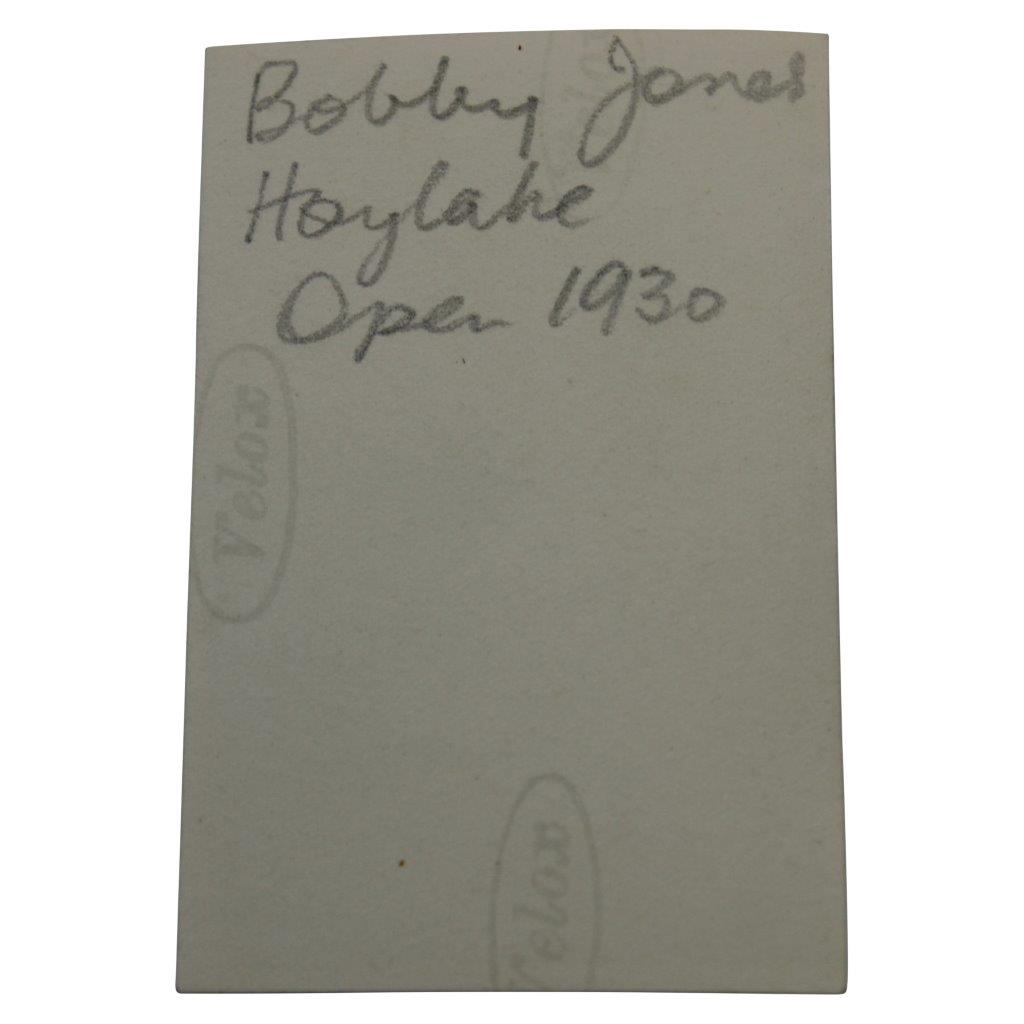 Bobby Jones
Hoylake
Open 1930
Velox
Velox